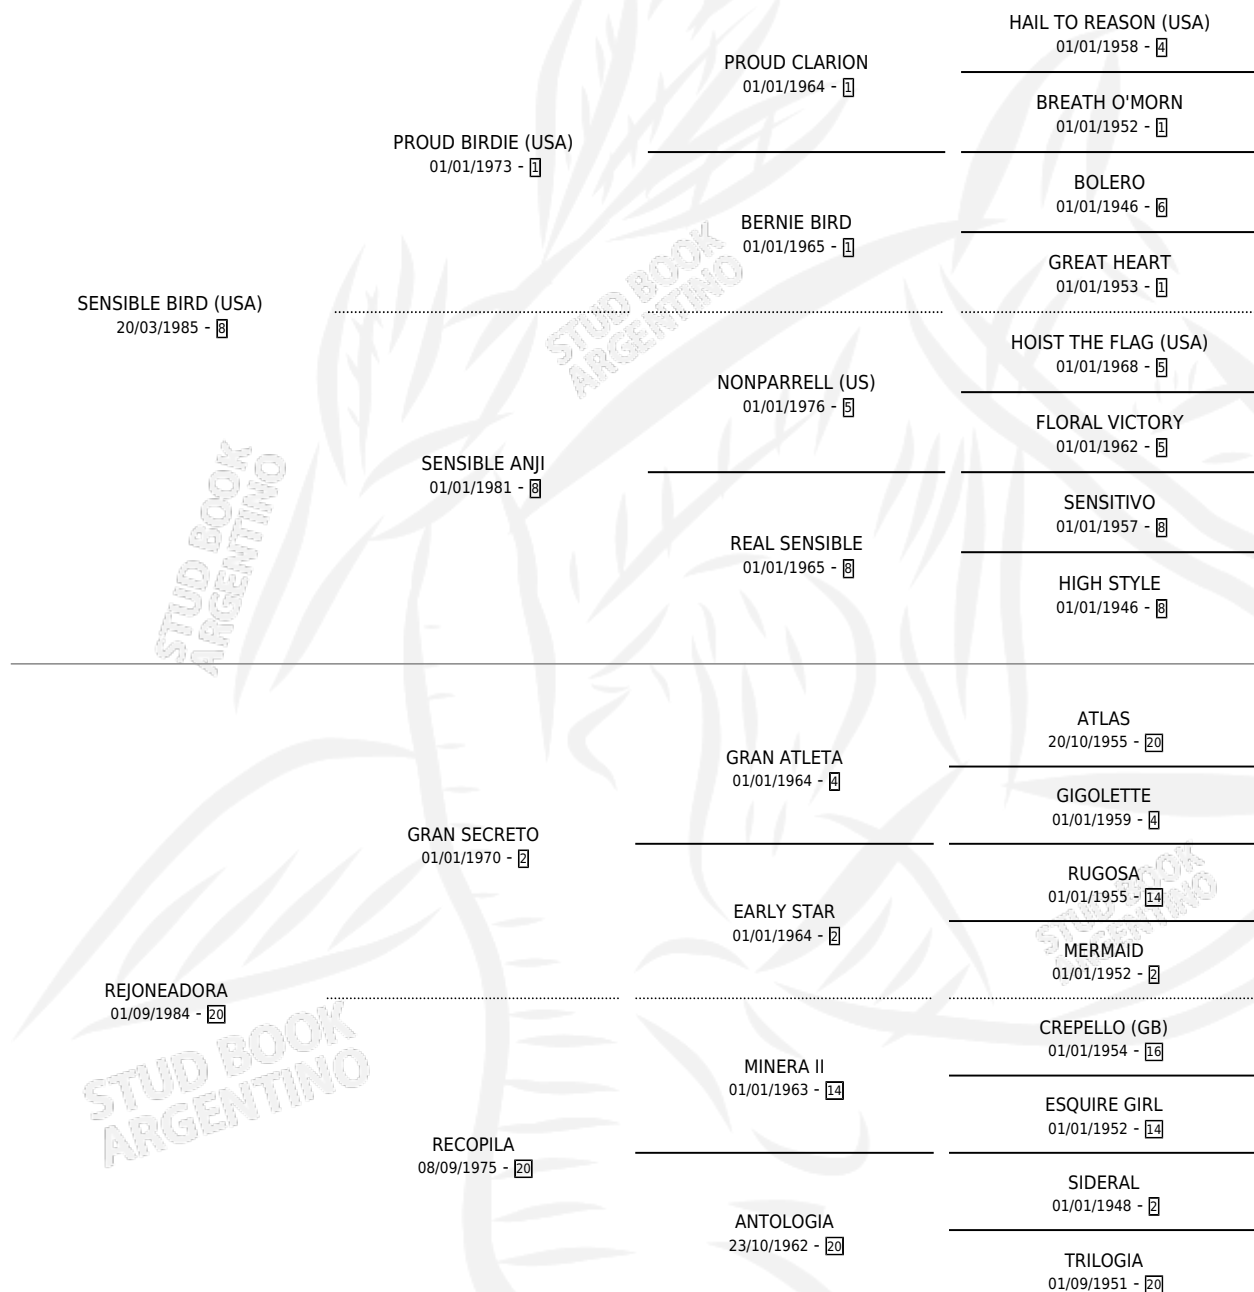 HAIL TO REASON (USA)
01/01/1958 - 4
PROUD CLARION
01/01/1964 - 1
BREATH O'MORN
01/01/1952 - 1
PROUD BIRDIE (USA)
01/01/1973 - 1
BOLERO
01/01/1946 - 6
BERNIE BIRD
01/01/1965 - 1
GREAT HEART
01/01/1953 - 1
SENSIBLE BIRD (USA)
20/03/1985 - 8
HOIST THE FLAG (USA)
01/01/1968 - 5
NONPARRELL (US)
01/01/1976 - 5
FLORAL VICTORY
01/01/1962 - 5
SENSIBLE ANJI
01/01/1981 - 8
SENSITIVO
01/01/1957 - 8
REAL SENSIBLE
01/01/1965 - 8
HIGH STYLE
01/01/1946 - 8
STUD BOOK
ARGENTINO
STUD BOOK
ARGENTINO
ATLAS
20/10/1955 - 20
GRAN ATLETA
01/01/1964 - 4
GIGOLETTE
01/01/1959 - 4
GRAN SECRETO
01/01/1970 - 2
RUGOSA
01/01/1955 - 14
EARLY STAR
01/01/1964 - 2
MERMAID
01/01/1952 - 2
REJONEADORA
01/09/1984 - 20
CREPELLO (GB)
01/01/1954 - 16
MINERA II
01/01/1963 - 14
ESQUIRE GIRL
01/01/1952 - 14
RECOPILA
08/09/1975 - 20
SIDERAL
01/01/1948 - 2
ANTOLOGIA
23/10/1962 - 20
TRILOGIA
01/09/1951 - 20
STUD BOOK
ARGENTINO
STUD BOOK
ARGENTINO